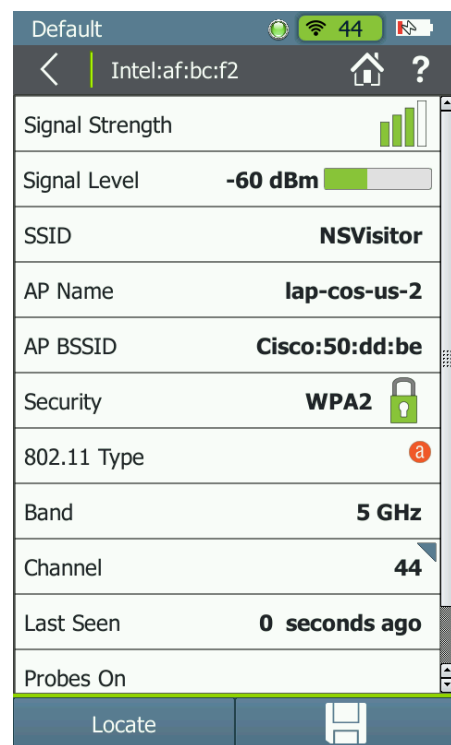 Default 44
Intel:af:bc:f2 ?
Signal Strength
Signal Level -60 dBm
SSID NSVisitor
AP Name lap-cos-us-2
AP BSSID Cisco:50:dd:be
Security WPA2
802.11 Type a
Band 5 GHz
Channel 44
Last Seen 0 seconds ago
Probes On
Locate